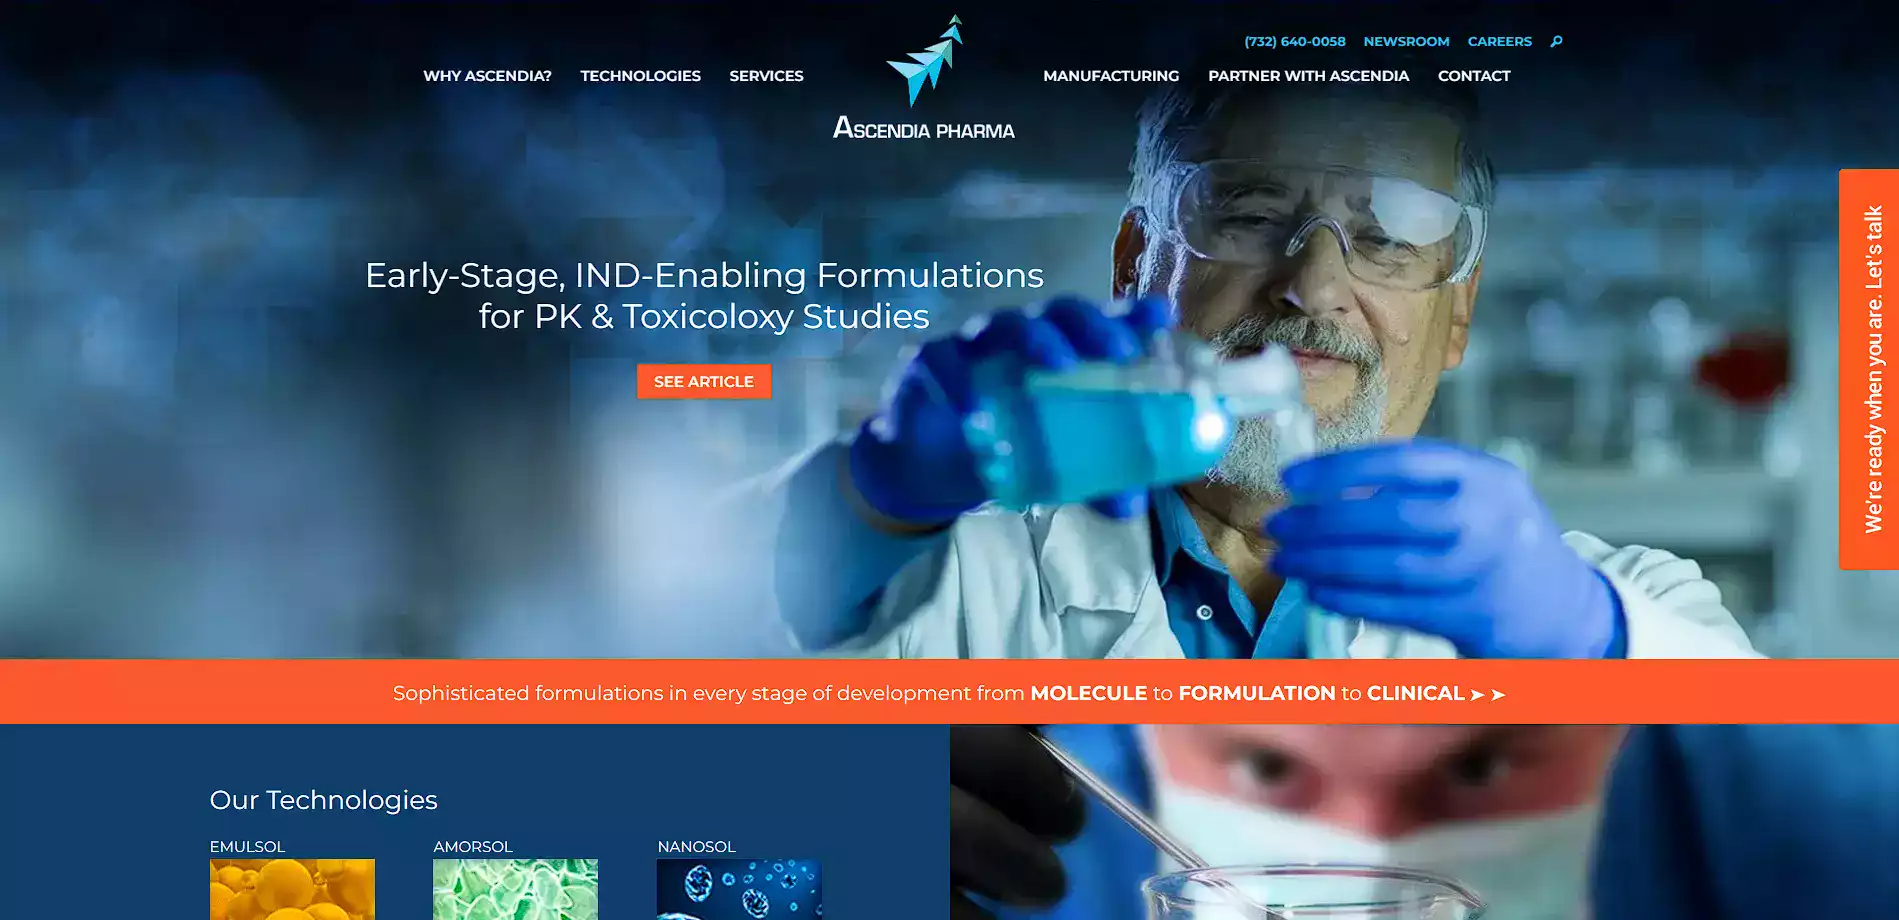 (732) 640-0058 NEWSROOM CAREERS
WHY ASCENDIA? TECHNOLOGIES SERVICES
MANUFACTURING PARTNER WITH ASCENDIA CONTACT
ASCENDIA PHARMA
Early-Stage, IND-Enabling Formulations
for PK & Toxicoloxy Studies
SEE ARTICLE
We're ready when you are. Let's talk
Sophisticated formulations in every stage of development from MOLECULE to FORMULATION to CLINICAL ➤ ➤
Our Technologies
EMULSOL AMORSOL NANOSOL